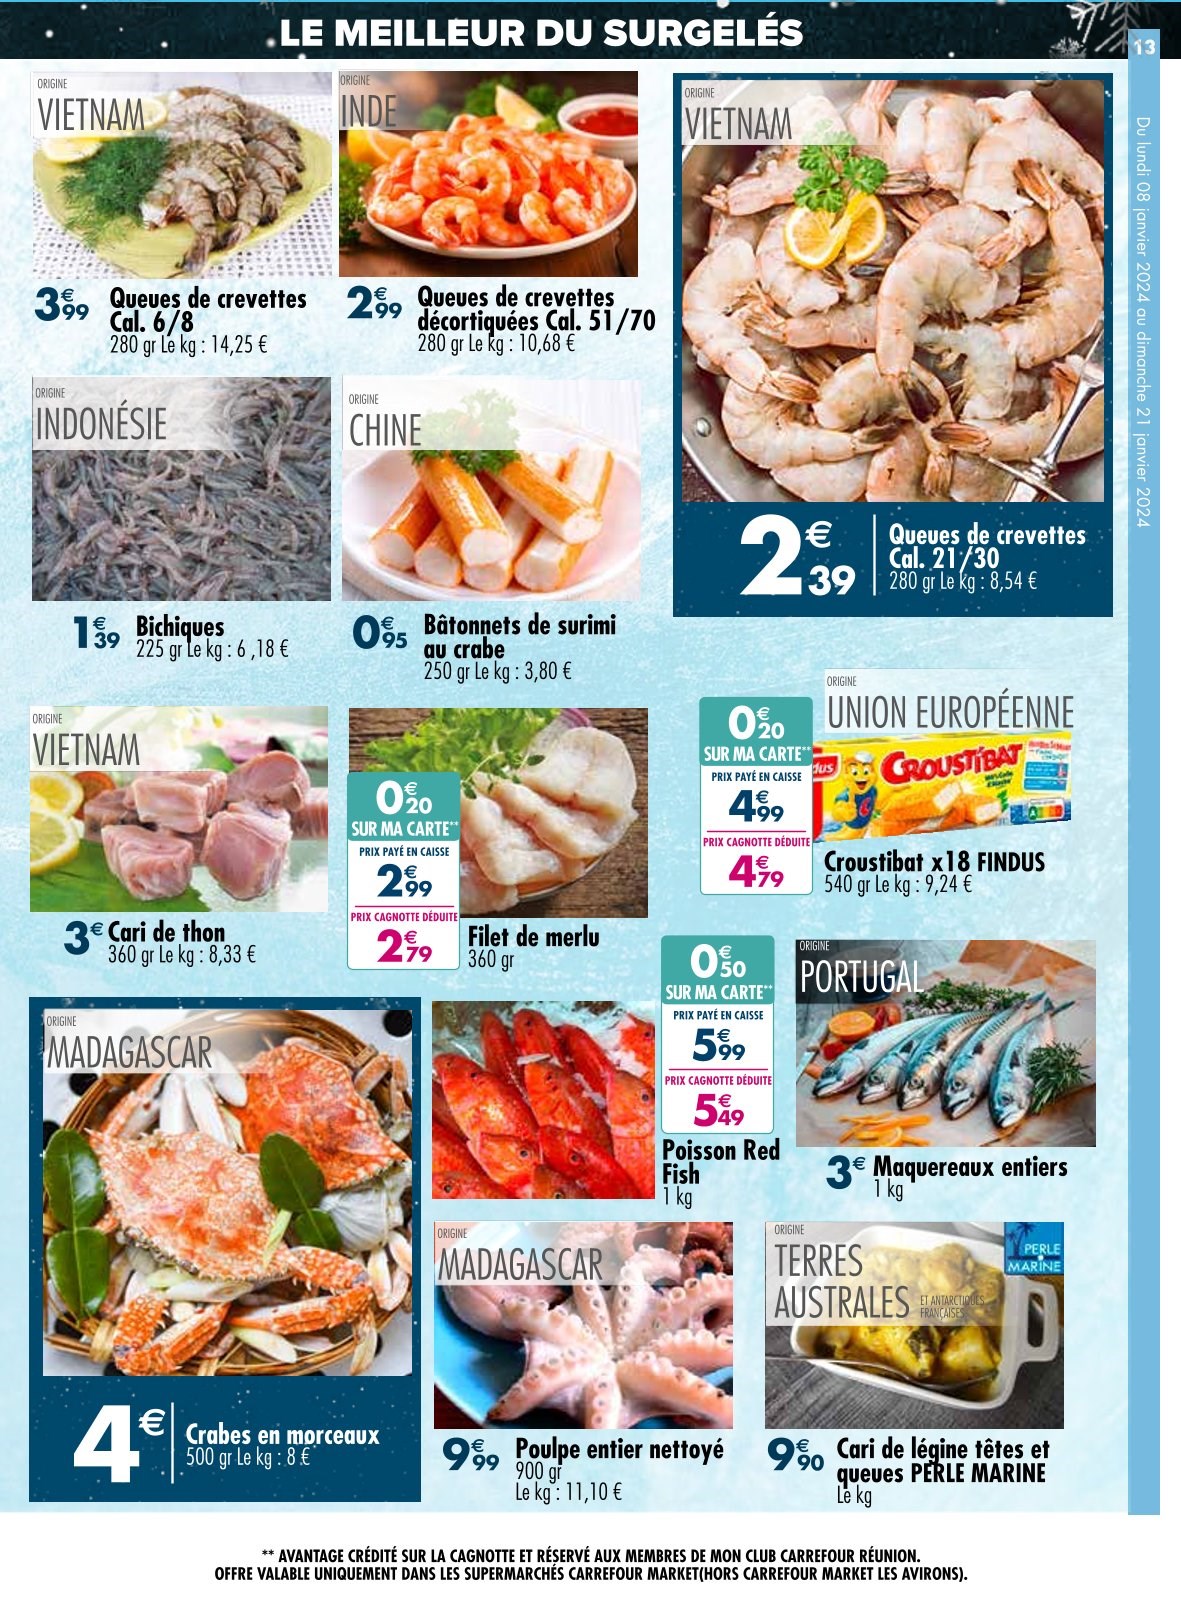 LE MEILLEUR DU SURGELÉS
13
Du lundi 08 janvier 2024 au dimanche 21 janvier 2024
ORIGINE
VIETNAM
3€99
Queues de crevettes
Cal. 6/8
280 gr Le kg : 14,25 €
ORIGINE
INDE
2€99
Queues de crevettes
décortiquées Cal. 51/70
280 gr Le kg : 10,68 €
ORIGINE
VIETNAM
2€39
Queues de crevettes
Cal. 21/30
280 gr Le kg : 8,54 €
ORIGINE
INDONÉSIE
1€39
Bichiques
225 gr Le kg : 6 ,18 €
ORIGINE
CHINE
0€95
Bâtonnets de surimi
au crabe
250 gr Le kg : 3,80 €
ORIGINE
VIETNAM
3€
Cari de thon
360 gr Le kg : 8,33 €
0€20
SUR MA CARTE**
PRIX PAYÉ EN CAISSE
2€99
PRIX CAGNOTTE DÉDUITE
2€79
Filet de merlu
360 gr
ORIGINE
UNION EUROPÉENNE
0€20
SUR MA CARTE**
PRIX PAYÉ EN CAISSE
4€99
PRIX CAGNOTTE DÉDUITE
4€79
dus
CROUSTIBAT
Croustibat x18 FINDUS
540 gr Le kg : 9,24 €
ORIGINE
MADAGASCAR
4€
Crabes en morceaux
500 gr Le kg : 8 €
0€50
SUR MA CARTE**
PRIX PAYÉ EN CAISSE
5€99
PRIX CAGNOTTE DÉDUITE
5€49
Poisson Red
Fish
1 kg
ORIGINE
PORTUGAL
3€
Maquereaux entiers
1 kg
ORIGINE
MADAGASCAR
9€99
Poulpe entier nettoyé
900 gr
Le kg : 11,10 €
ORIGINE
TERRES
AUSTRALES
ET ANTARCTIQUES
FRANÇAISES
PERLE
MARINE
9€90
Cari de légine têtes et
queues PERLE MARINE
Le kg
** AVANTAGE CRÉDITÉ SUR LA CAGNOTTE ET RÉSERVÉ AUX MEMBRES DE MON CLUB CARREFOUR RÉUNION.
OFFRE VALABLE UNIQUEMENT DANS LES SUPERMARCHÉS CARREFOUR MARKET(HORS CARREFOUR MARKET LES AVIRONS).